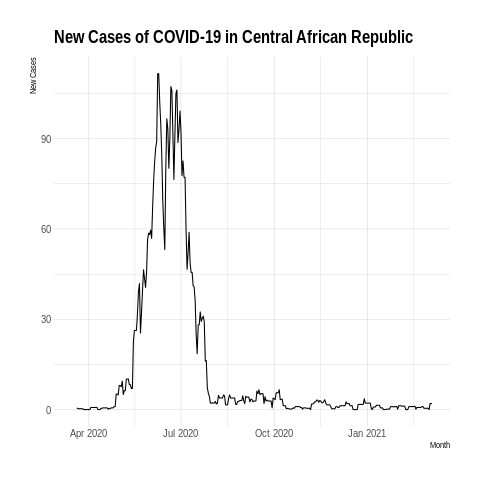 New Cases of COVID-19 in Central African Republic
New Cases
90
60
30
0
Apr 2020
Jul 2020
Oct 2020
Jan 2021
Month